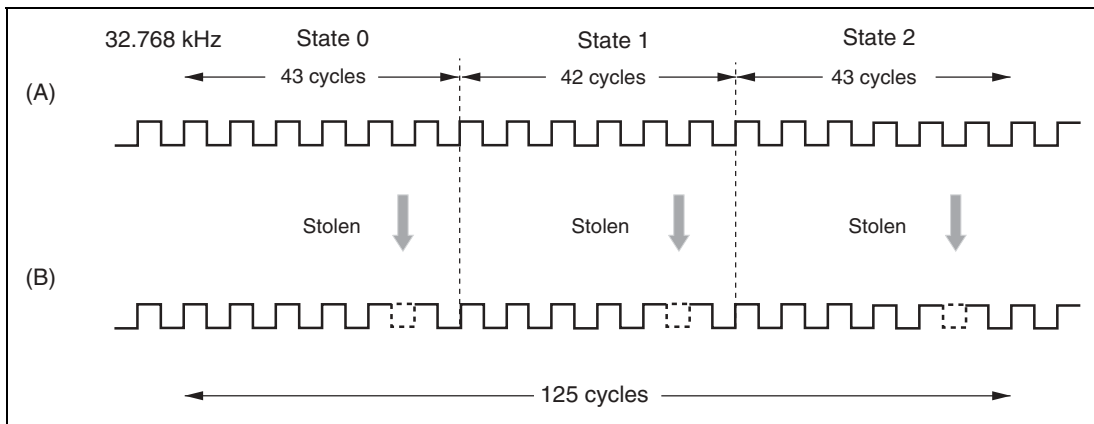 32.768 kHz State 0 State 1 State 2
43 cycles 42 cycles 43 cycles
(A)
Stolen Stolen Stolen
(B)
125 cycles